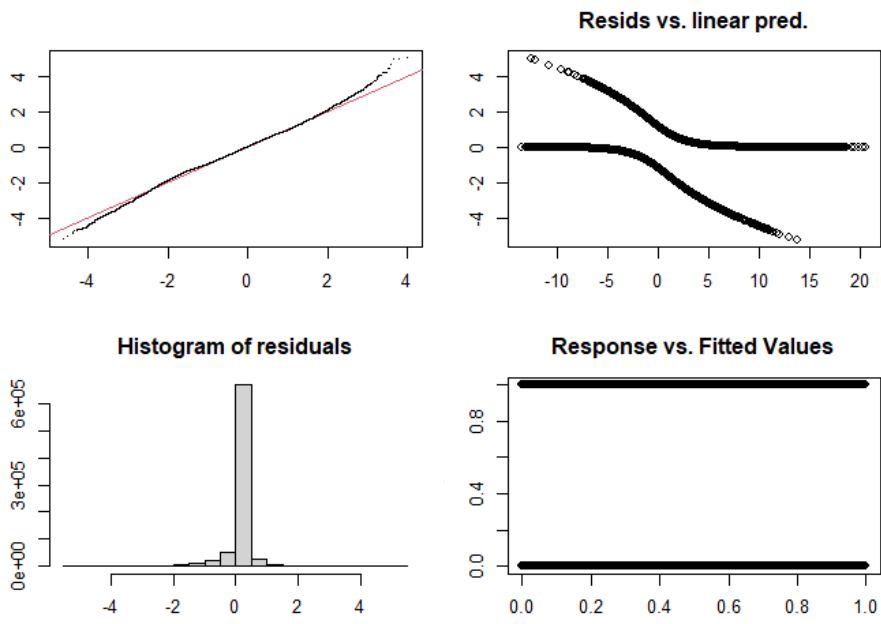 Resids vs. linear pred.
4
2
0
-2
-4
-4 -2 0 2 4
4
2
0
-2
-4
-10 -5 0 5 10 15 20
Histogram of residuals
Response vs. Fitted Values
6e+05
3e+05
0e+00
-4 -2 0 2 4
0.8
0.4
0.0
0.0 0.2 0.4 0.6 0.8 1.0